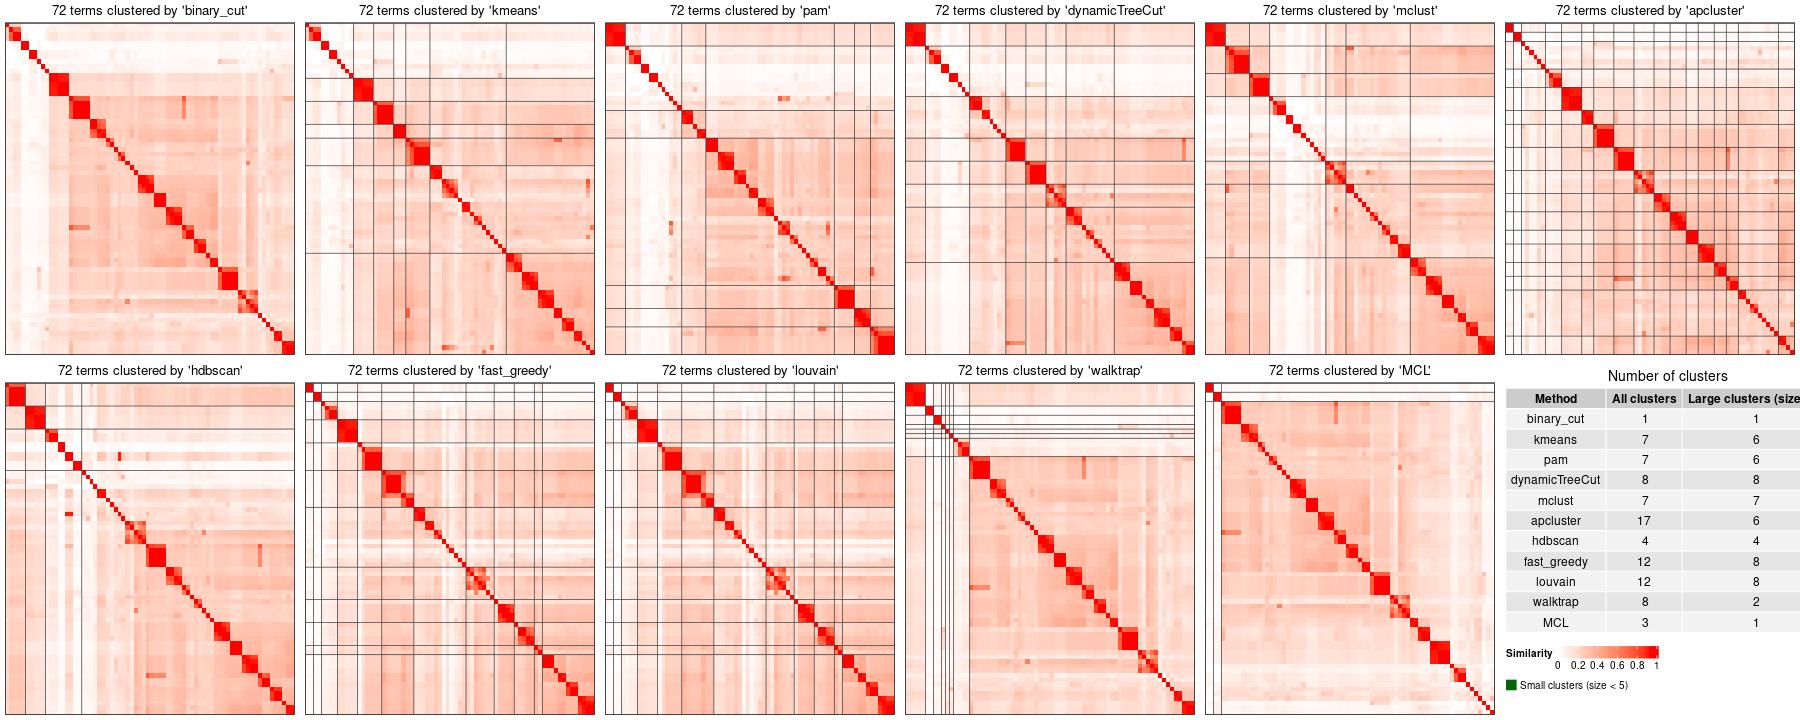 72 terms clustered by 'binary_cut'
72 terms clustered by 'kmeans'
72 terms clustered by 'pam'
72 terms clustered by 'dynamicTreeCut'
72 terms clustered by 'mclust'
72 terms clustered by 'apcluster'
72 terms clustered by 'hdbscan'
72 terms clustered by 'fast_greedy'
72 terms clustered by 'louvain'
72 terms clustered by 'walktrap'
72 terms clustered by 'MCL'
Number of clusters
Method All clusters Large clusters (size
binary_cut 1 1
kmeans 7 6
pam 7 6
dynamicTreeCut 8 8
mclust 7 7
apcluster 17 6
hdbscan 4 4
fast_greedy 12 8
louvain 12 8
walktrap 8 2
MCL 3 1
Similarity
0 0.2 0.4 0.6 0.8 1
Small clusters (size < 5)